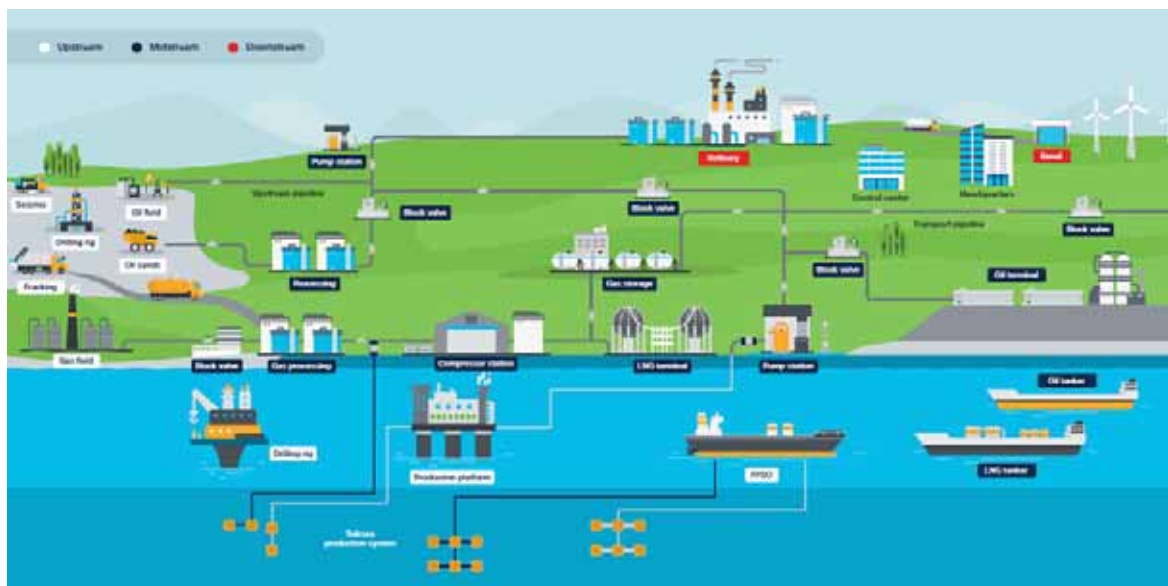 Upstream
Midstream
Downstream
Pump station
Refinery
Retail
Control center
Headquarters
Seismic
Drilling rig
Oil field
Upstream pipeline
Block valve
Block valve
Transport pipeline
Block valve
Oil sands
Fracking
Processing
Gas storage
Block valve
Oil terminal
Gas field
Block valve
Gas processing
Compressor station
LNG terminal
Pump station
Oil tanker
Drilling rig
Production platform
FPSO
LNG tanker
Subsea
production system